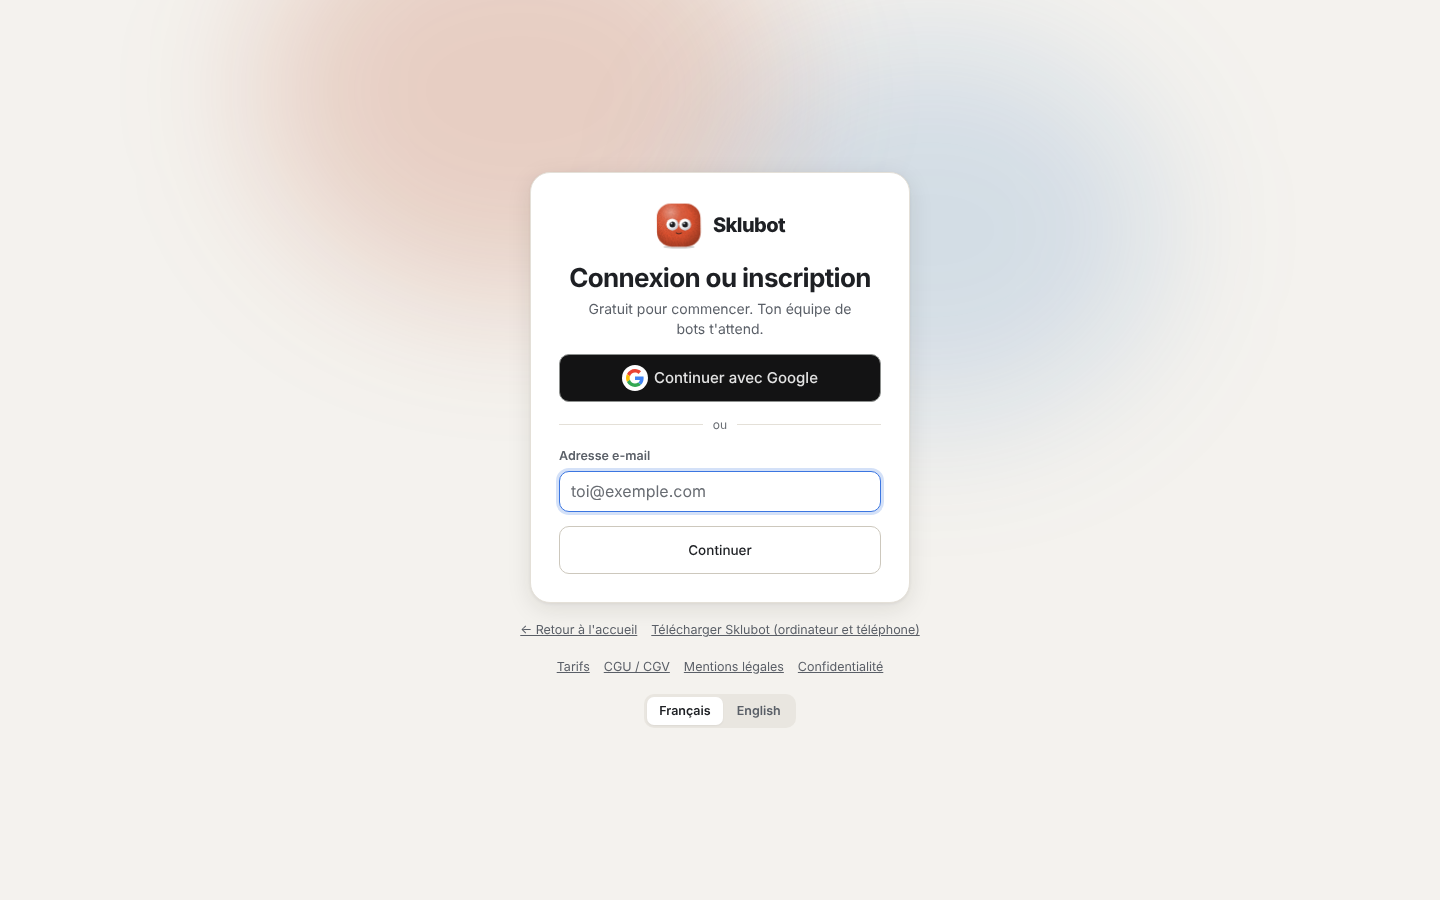 Sklubot
Connexion ou inscription
Gratuit pour commencer. Ton équipe de
bots t'attend.
Continuer avec Google
ou
Adresse e-mail
toi@exemple.com
Continuer
← Retour à l'accueil Télécharger Sklubot (ordinateur et téléphone)
Tarifs CGU / CGV Mentions légales Confidentialité
Français English